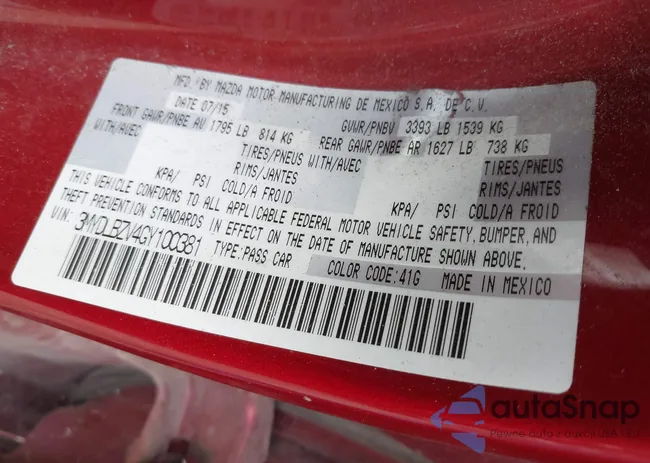 MFD. BY MAZDA MOTOR MANUFACTURING DE MEXICO S.A. DE C.V.
DATE 07/15 GVWR/PNBV 3393 LB 1539 KG
FRONT GAWR/PNBE AV 1795 LB 814 KG REAR GAWR/PNBE AR 1627 LB 738 KG
WITH/AVEC TIRES/PNEUS WITH/AVEC TIRES/PNEUS
RIMS/JANTES RIMS/JANTES
KPA/ PSI COLD/A FROID KPA/ PSI COLD/A FROID
THIS VEHICLE CONFORMS TO ALL APPLICABLE FEDERAL MOTOR VEHICLE SAFETY, BUMPER, AND
THEFT PREVENTION STANDARDS IN EFFECT ON THE DATE OF MANUFACTURE SHOWN ABOVE.
VIN: 3MYDLBZV4GY100381 TYPE:PASS CAR
COLOR CODE:41G MADE IN MEXICO
autaSnap